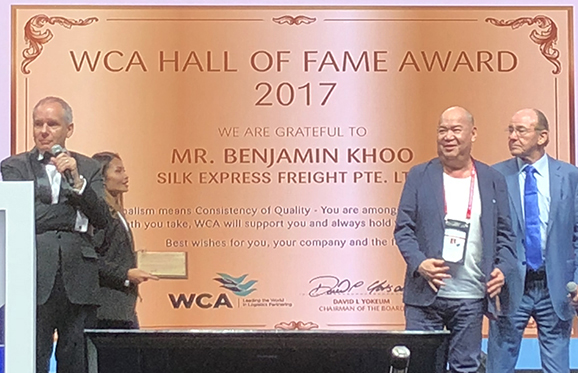 WCA HALL OF FAME AWARD
2017
WE ARE GRATEFUL TO
MR. BENJAMIN KHOO
SILK EXPRESS FREIGHT PTE. LT
alism means Consistency of Quality - You are among
th you take, WCA will support you and always hold
Best wishes for you, your company and the
WCA
Leading the World
in Logistics Partnering
DAVID L YOKEUM
CHAIRMAN OF THE BOARD